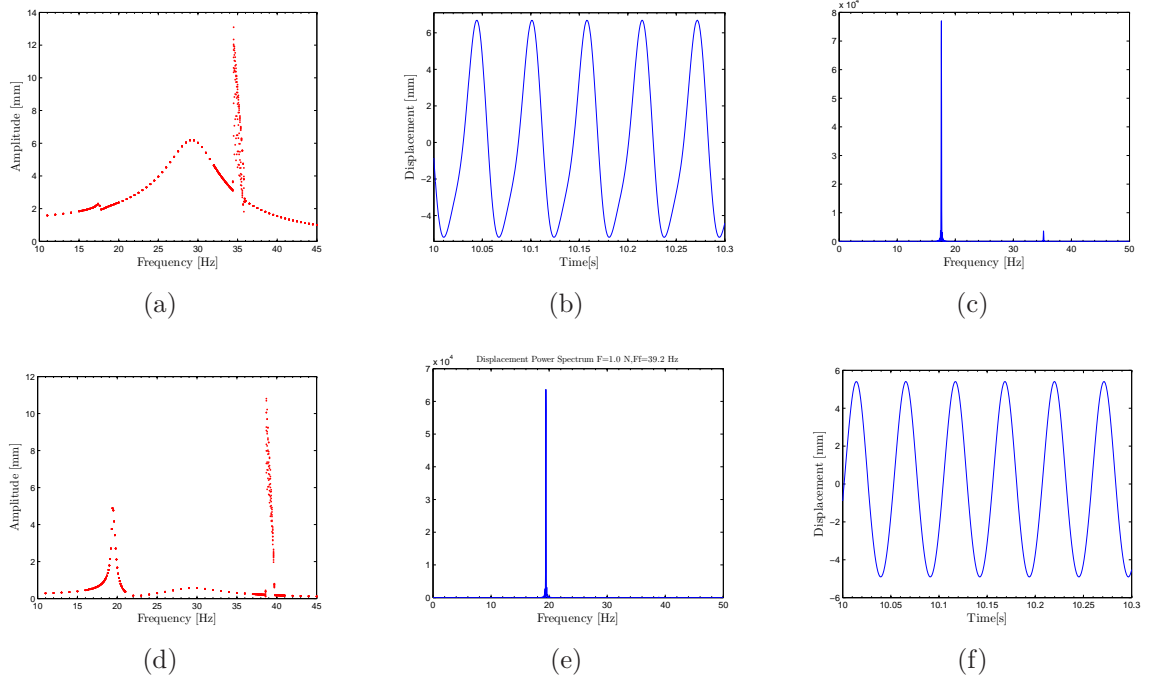 14
12
10
8
6
4
2
0
10 15 20 25 30 35 40 45
Amplitude [mm]
Frequency [Hz]
(a)
6
4
2
0
−2
−4
10 10.05 10.1 10.15 10.2 10.25 10.3
Displacement [mm]
Time[s]
(b)
8
7
6
5
4
3
2
1
0
0 10 20 30 40 50
Frequency [Hz]
(c)
12
10
8
6
4
2
0
10 15 20 25 30 35 40 45
Amplitude [mm]
Frequency [Hz]
(d)
Displacement Power Spectrum F=1.0 N,Ff=39.2 Hz
x 10⁴
7
6
5
4
3
2
1
0
0 10 20 30 40 50
Frequency [Hz]
(e)
6
4
2
0
−2
−4
−6
10 10.05 10.1 10.15 10.2 10.25 10.3
Displacement [mm]
Time[s]
(f)